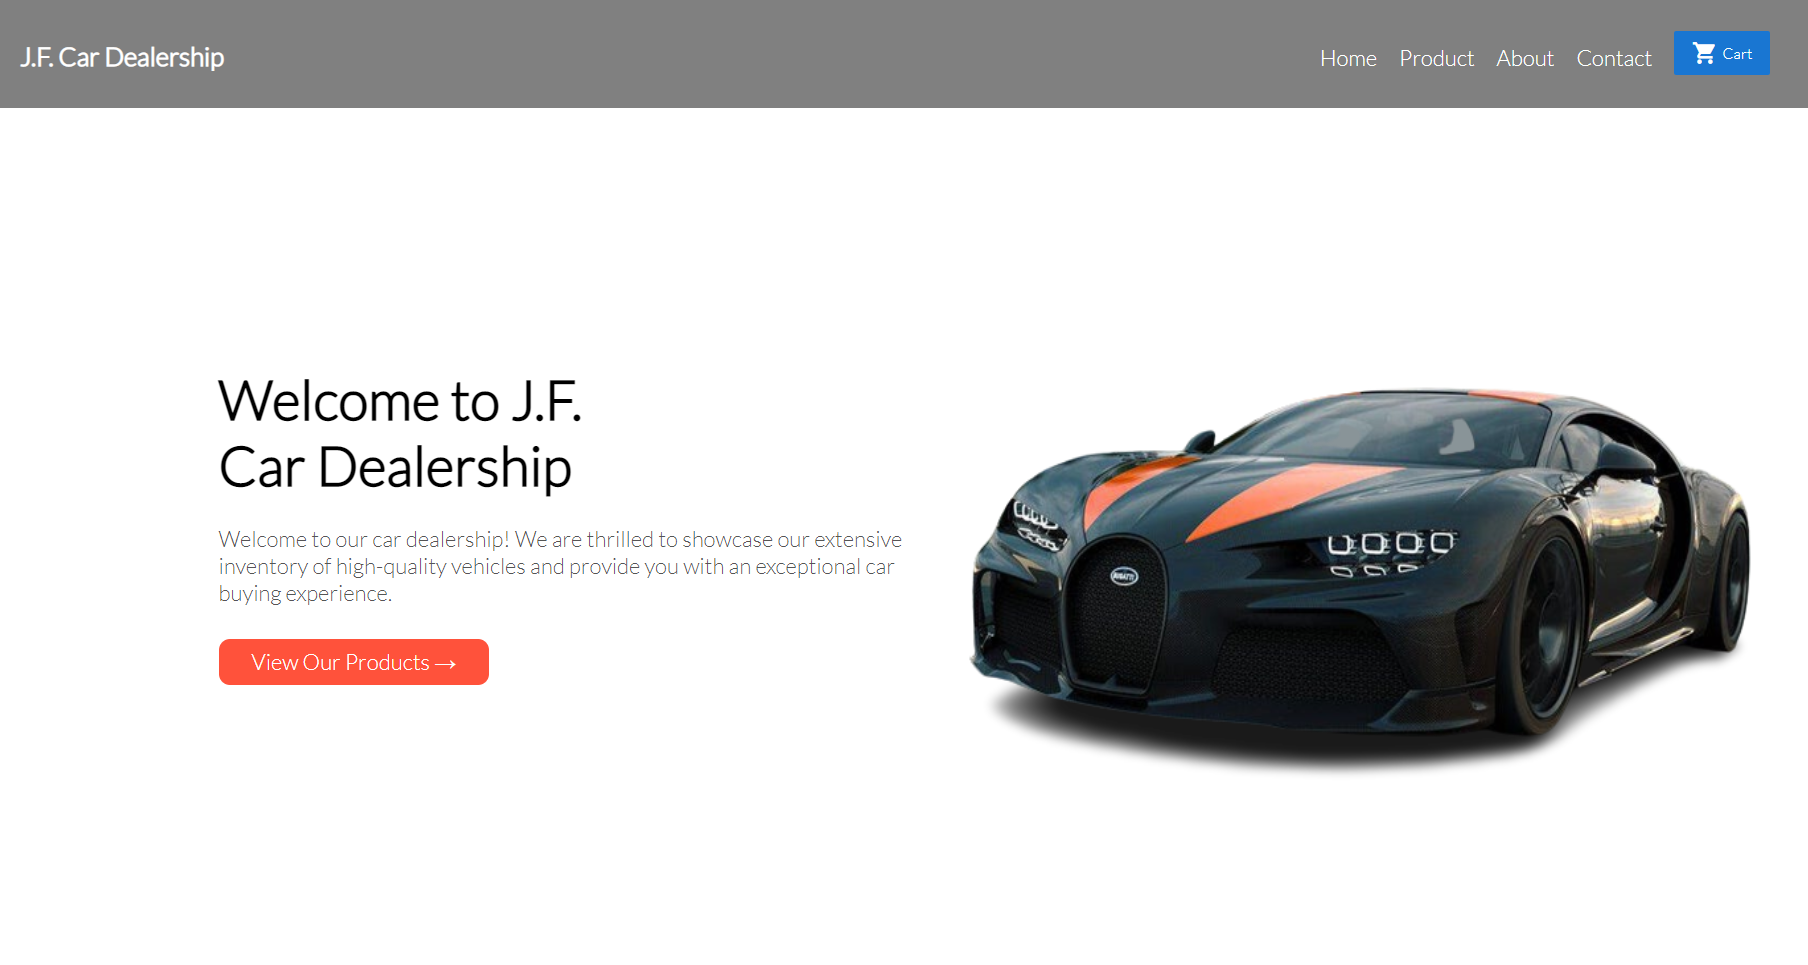 J.F. Car Dealership
Home Product About Contact Cart
Welcome to J.F.
Car Dealership
Welcome to our car dealership! We are thrilled to showcase our extensive
inventory of high-quality vehicles and provide you with an exceptional car
buying experience.
View Our Products →
BUGATTI